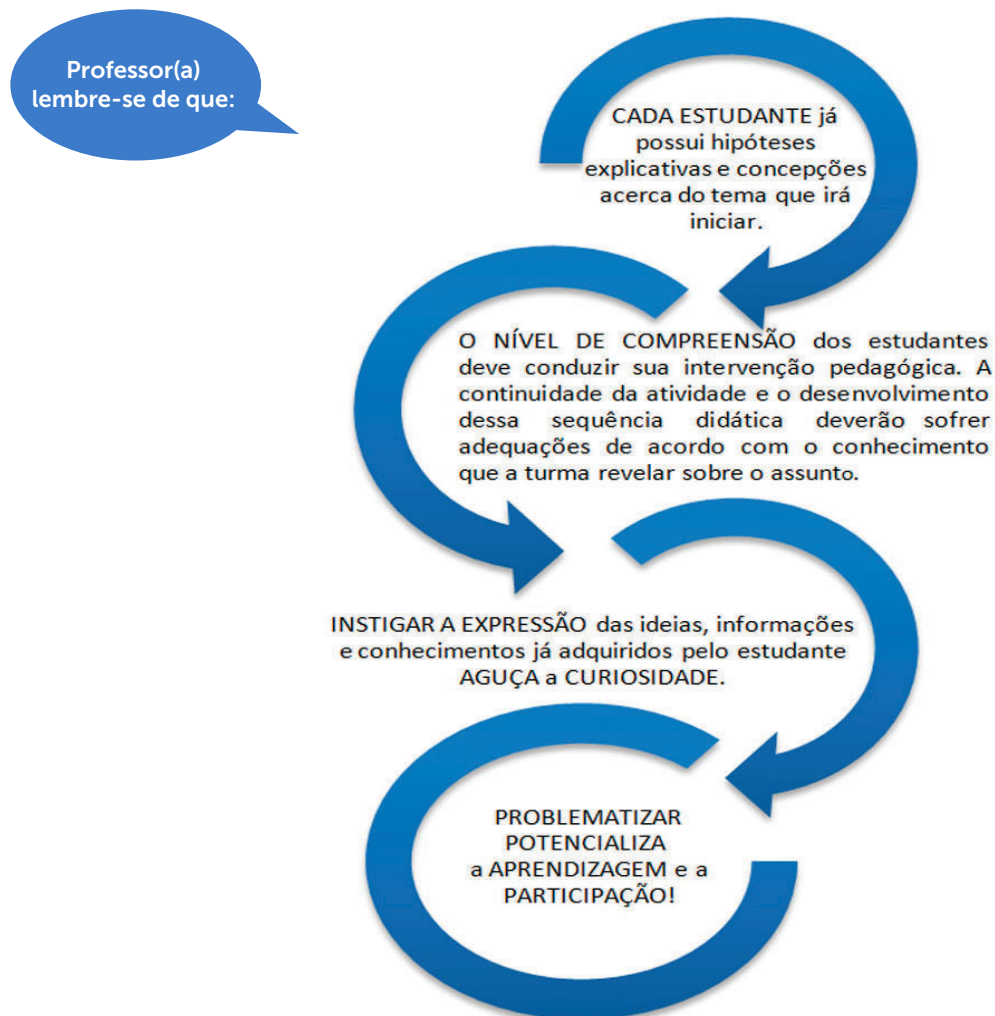 Professor(a)
lembre-se de que:
CADA ESTUDANTE já
possui hipóteses
explicativas e concepções
acerca do tema que irá
iniciar.
O NÍVEL DE COMPREENSÃO dos estudantes
deve conduzir sua intervenção pedagógica. A
continuidade da atividade e o desenvolvimento
dessa sequência didática deverão sofrer
adequações de acordo com o conhecimento
que a turma revelar sobre o assunto.
INSTIGAR A EXPRESSÃO das ideias, informações
e conhecimentos já adquiridos pelo estudante
AGUÇA a CURIOSIDADE.
PROBLEMATIZAR
POTENCIALIZA
a APRENDIZAGEM e a
PARTICIPAÇÃO!